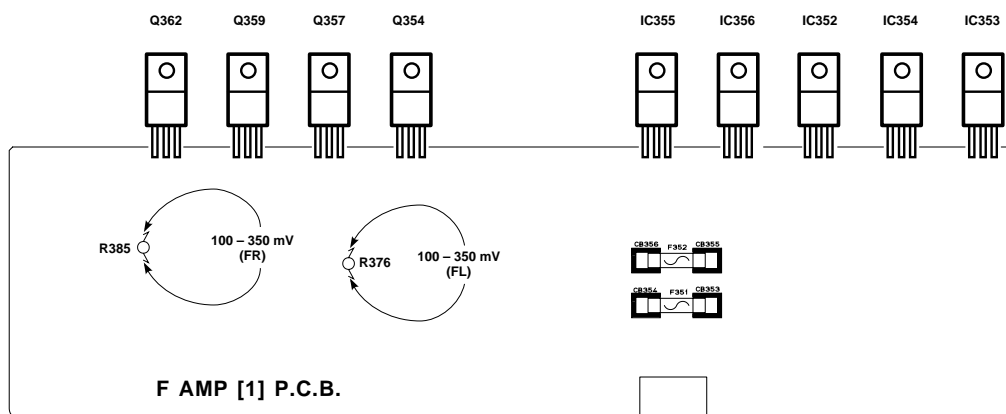 Q362 Q359 Q357 Q354 IC355 IC356 IC352 IC354 IC353
R385
100 – 350 mV
(FR)
R376
100 – 350 mV
(FL)
CB356 F352 CB355
CB354 F351 CB353
F AMP [1] P.C.B.